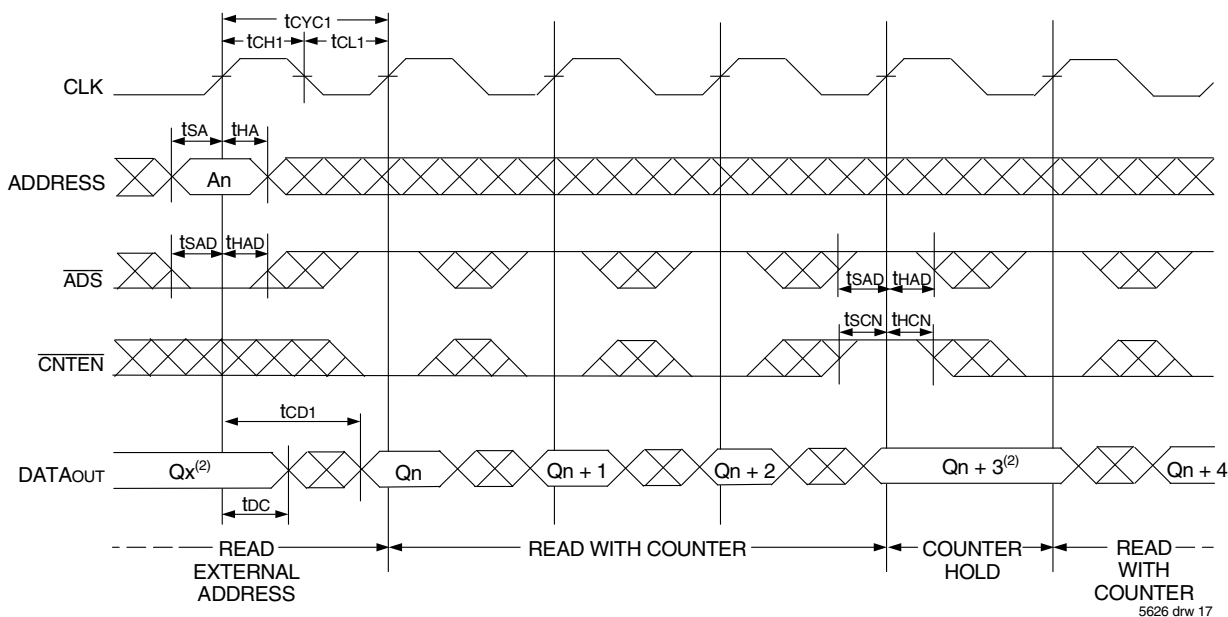 tCYC1
tCH1 tCL1
CLK
tSA tHA
ADDRESS An
tSAD tHAD
ADS
tSAD tHAD
tSCN tHCN
CNTEN
tCD1
DATAOUT Qx(2) Qn Qn + 1 Qn + 2 Qn + 3(2) Qn + 4
tDC
READ EXTERNAL ADDRESS
READ WITH COUNTER
COUNTER HOLD
READ WITH COUNTER
5626 drw 17